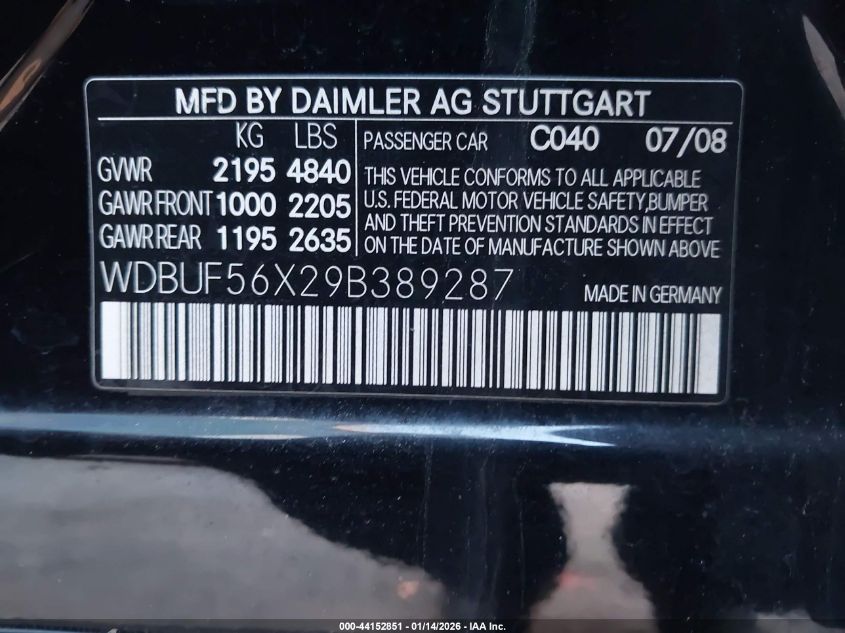 MFD BY DAIMLER AG STUTTGART
KG LBS
GVWR 2195 4840
GAWR FRONT 1000 2205
GAWR REAR 1195 2635
PASSENGER CAR C040 07/08
THIS VEHICLE CONFORMS TO ALL APPLICABLE
U.S. FEDERAL MOTOR VEHICLE SAFETY,BUMPER
AND THEFT PREVENTION STANDARDS IN EFFECT
ON THE DATE OF MANUFACTURE SHOWN ABOVE
WDBUF56X29B389287
MADE IN GERMANY
000-44152851 - 01/14/2026 - IAA Inc.